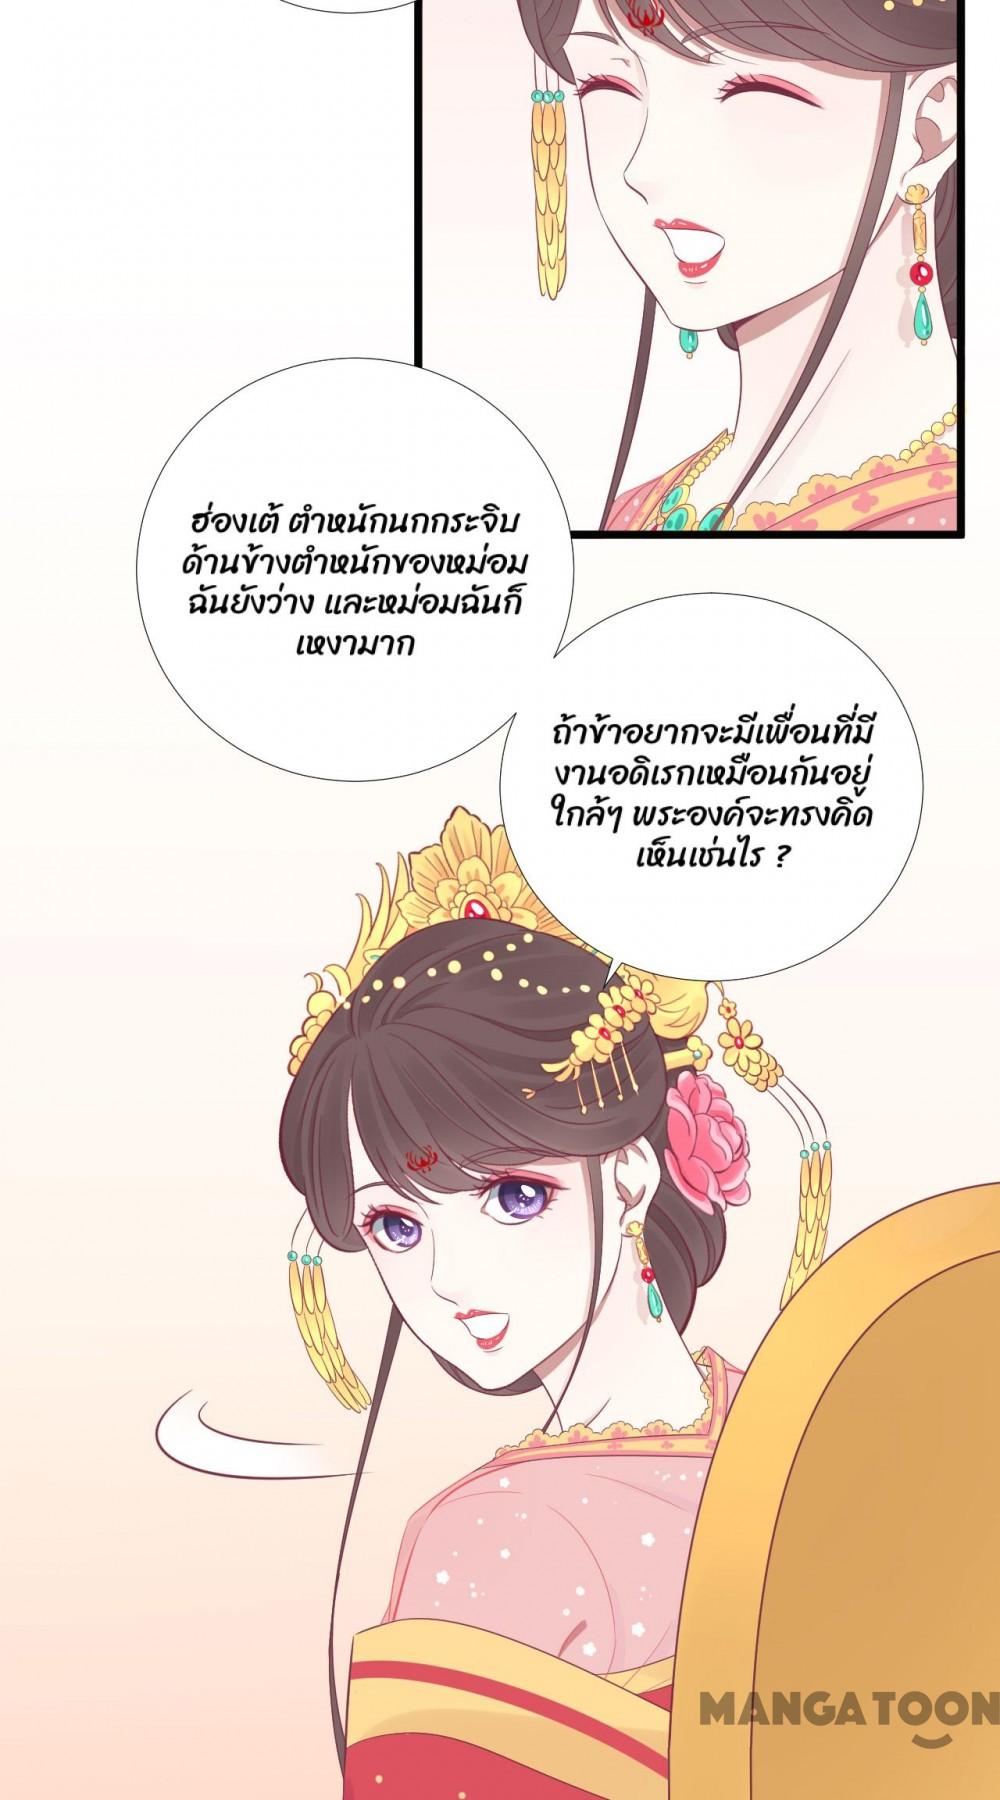 ฮ่องเต้ ตำหนักนกกระจิบ
ด้านข้างตำหนักของหม่อม
ฉันยังว่าง และหม่อมฉันก็
เหงามาก
ถ้าข้าอยากจะมีเพื่อนที่มี
งานอดิเรกเหมือนกันอยู่
ใกล้ๆ พระองค์จะทรงคิด
เห็นเช่นไร ?
MANGATOON